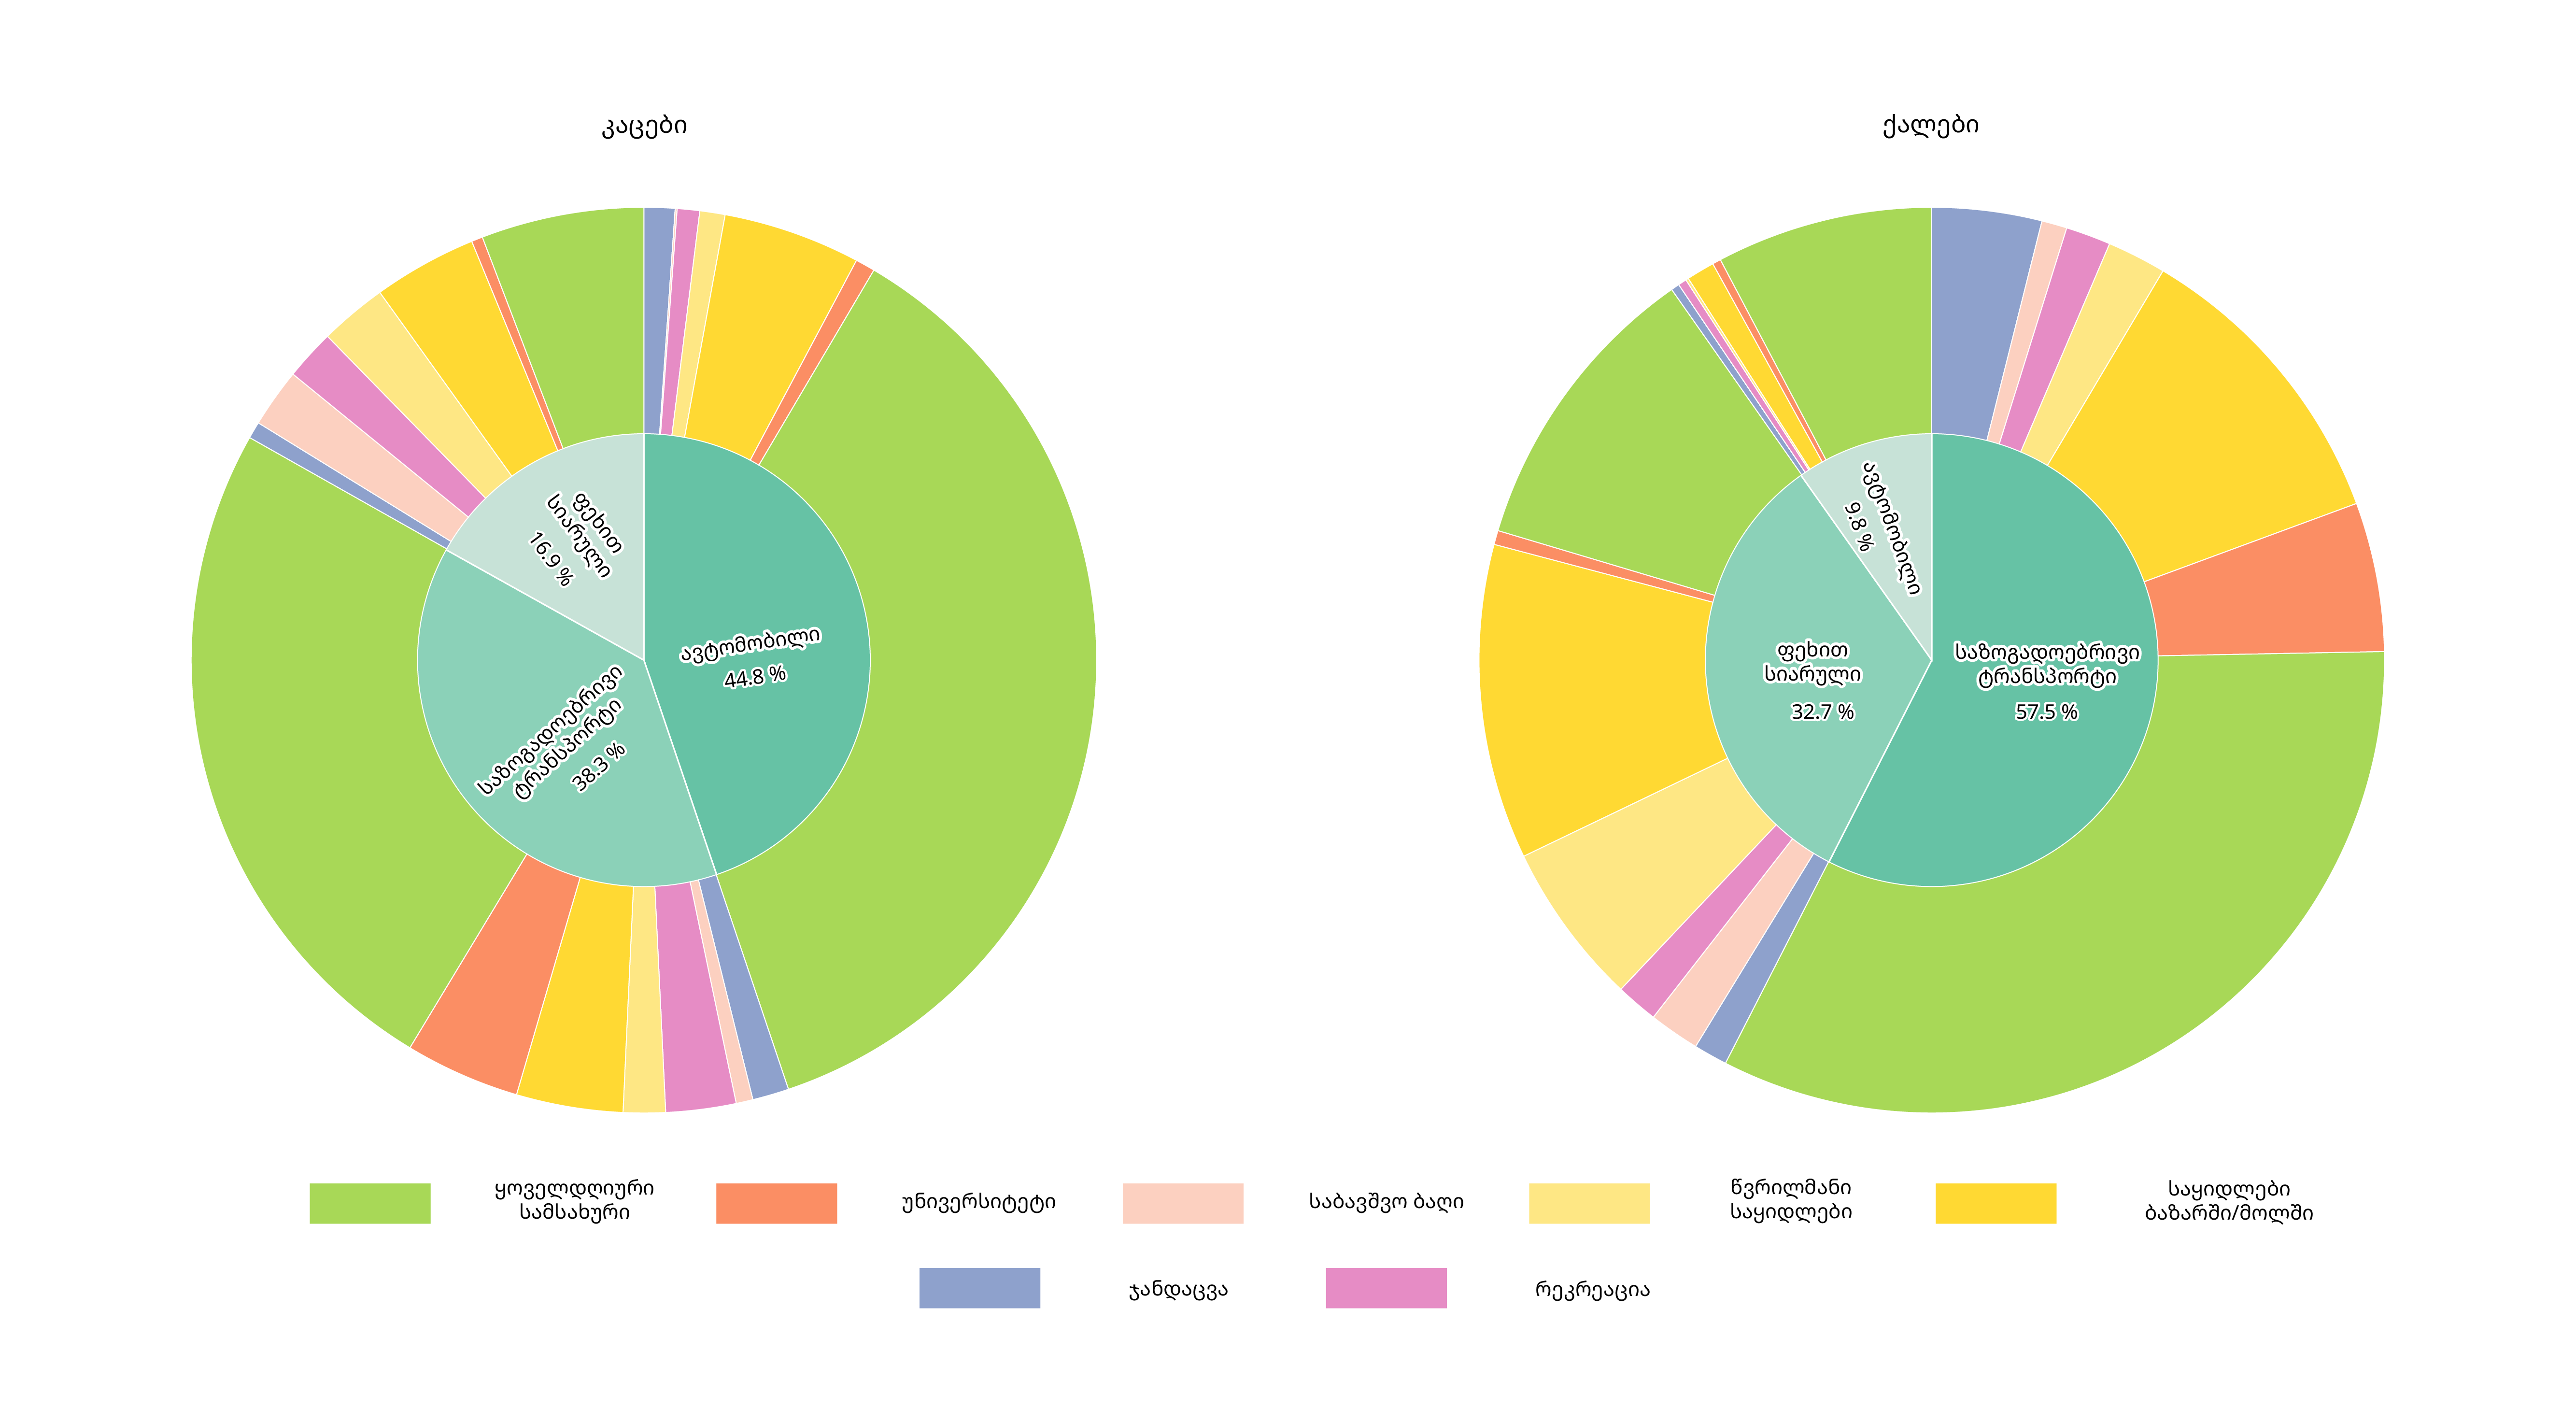 კაცები
ავტომობილი
44.8 %
საზოგადოებრივი
ტრანსპორტი
38.3 %
ფეხით
სიარული
16.9 %
ქალები
საზოგადოებრივი
ტრანსპორტი
57.5 %
ფეხით
სიარული
32.7 %
ავტომობილი
9.8 %
ყოველდღიური
სამსახური
უნივერსიტეტი
საბავშვო ბაღი
წვრილმანი
საყიდლები
საყიდლები
ბაზარში/მოლში
ჯანდაცვა
რეკრეაცია